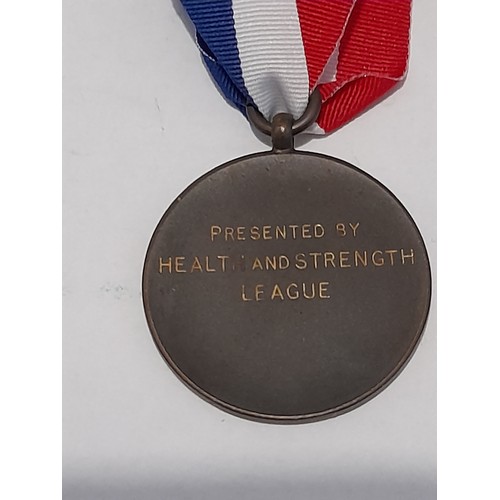 PRESENTED BY
HEALTH AND STRENGTH
LEAGUE